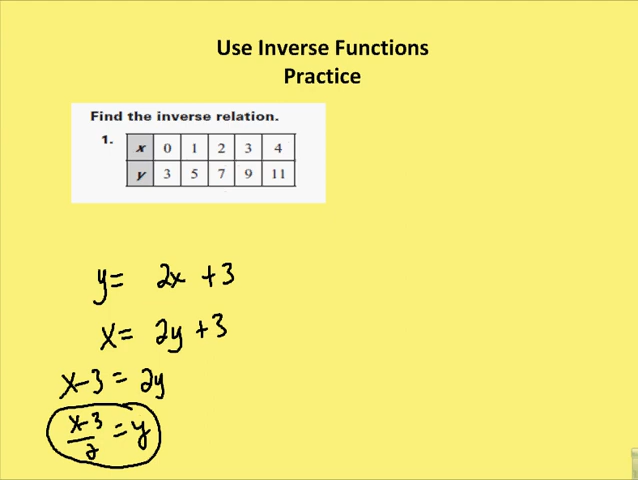 Use Inverse Functions
Practice
Find the inverse relation.
1.
x 0 1 2 3 4
y 3 5 7 9 11
y = 2x + 3
x = 2y + 3
x - 3 = 2y
x-3/2 = y